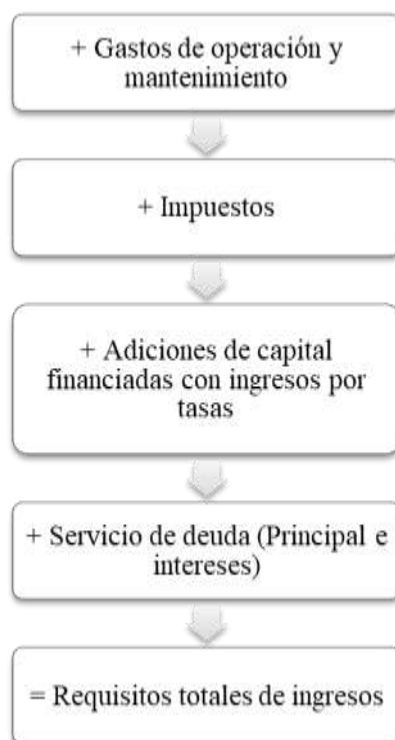 + Gastos de operación y
mantenimiento
+ Impuestos
+ Adiciones de capital
financiadas con ingresos por
tasas
+ Servicio de deuda (Principal e
intereses)
= Requisitos totales de ingresos